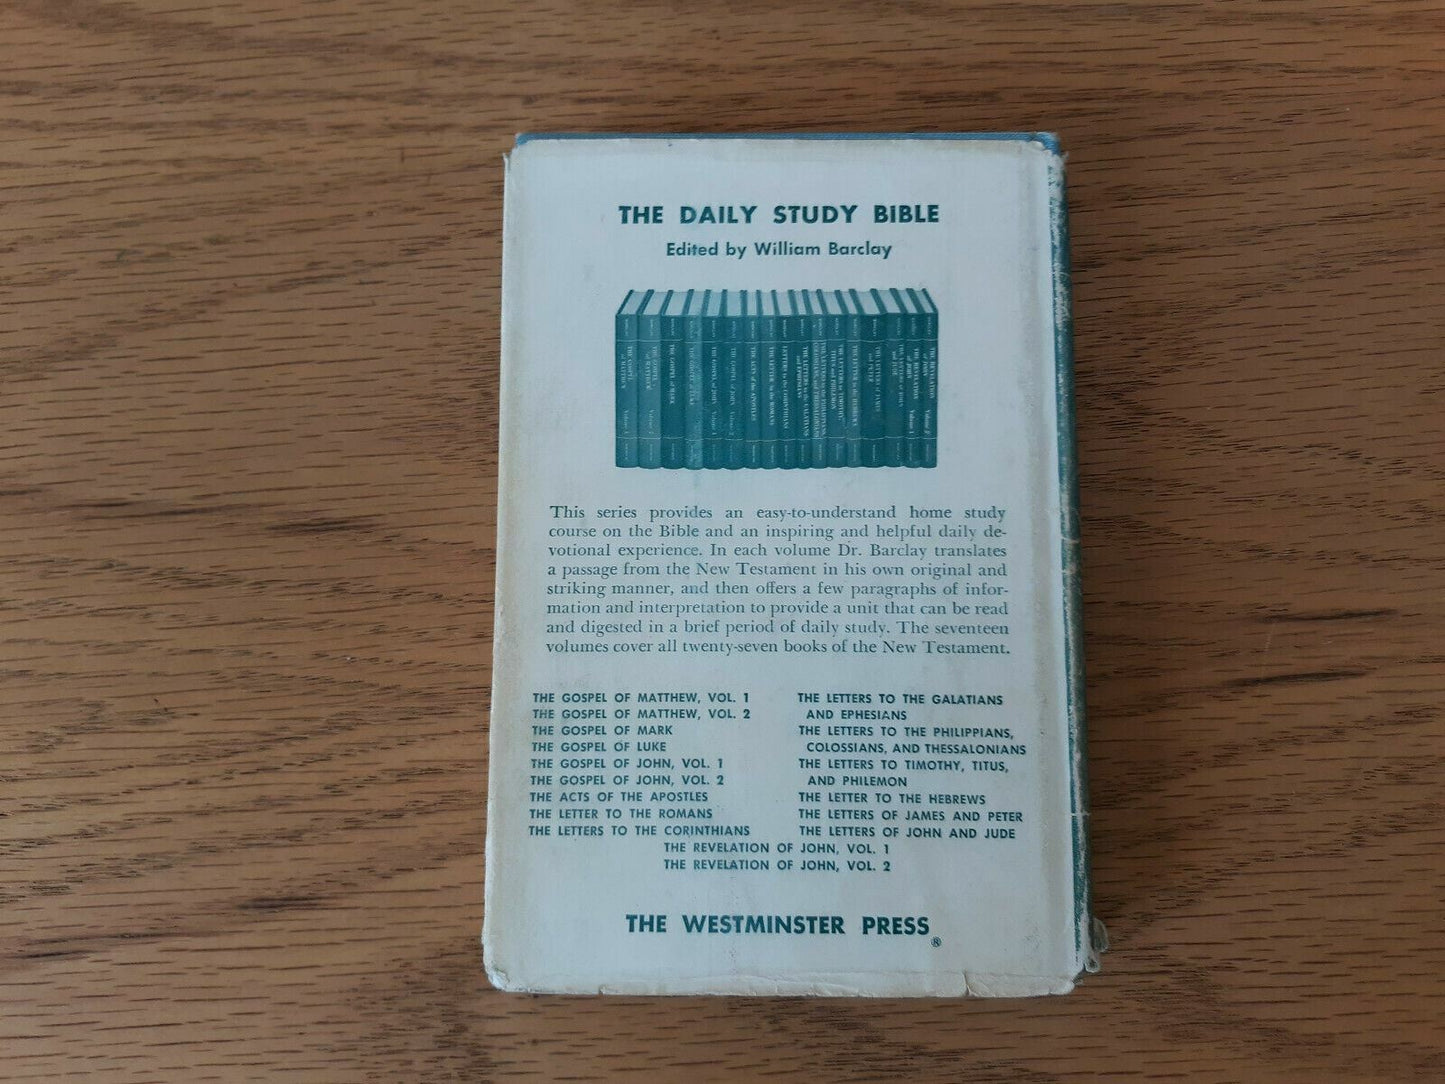 THE DAILY STUDY BIBLE
Edited by William Barclay
This series provides an easy-to-understand home study
course on the Bible and an inspiring and helpful daily de-
votional experience. In each volume Dr. Barclay translates
a passage from the New Testament in his own original and
striking manner, and then offers a few paragraphs of infor-
mation and interpretation to provide a unit that can be read
and digested in a brief period of daily study. The seventeen
volumes cover all twenty-seven books of the New Testament.
THE GOSPEL OF MATTHEW, VOL. 1
THE GOSPEL OF MATTHEW, VOL. 2
THE GOSPEL OF MARK
THE GOSPEL OF LUKE
THE GOSPEL OF JOHN, VOL. 1
THE GOSPEL OF JOHN, VOL. 2
THE ACTS OF THE APOSTLES
THE LETTER TO THE ROMANS
THE LETTERS TO THE CORINTHIANS
THE LETTERS TO THE GALATIANS
AND EPHESIANS
THE LETTERS TO THE PHILIPPIANS,
COLOSSIANS, AND THESSALONIANS
THE LETTERS TO TIMOTHY, TITUS,
AND PHILEMON
THE LETTER TO THE HEBREWS
THE LETTERS OF JAMES AND PETER
THE LETTERS OF JOHN AND JUDE
THE REVELATION OF JOHN, VOL. 1
THE REVELATION OF JOHN, VOL. 2
THE WESTMINSTER PRESS
®